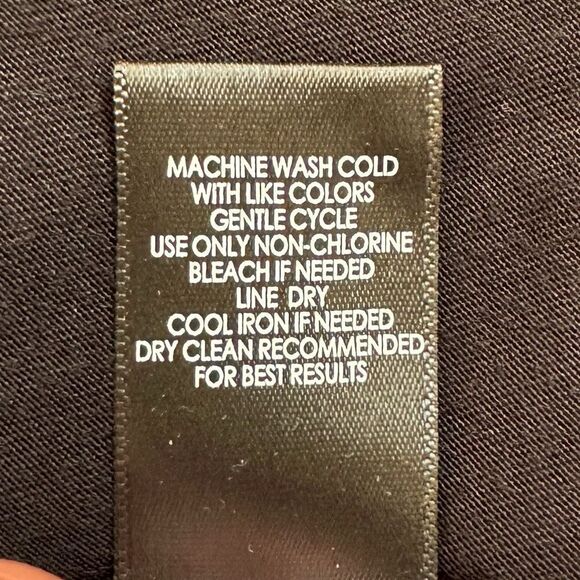 MACHINE WASH COLD
WITH LIKE COLORS
GENTLE CYCLE
USE ONLY NON-CHLORINE
BLEACH IF NEEDED
LINE DRY
COOL IRON IF NEEDED
DRY CLEAN RECOMMENDED
FOR BEST RESULTS